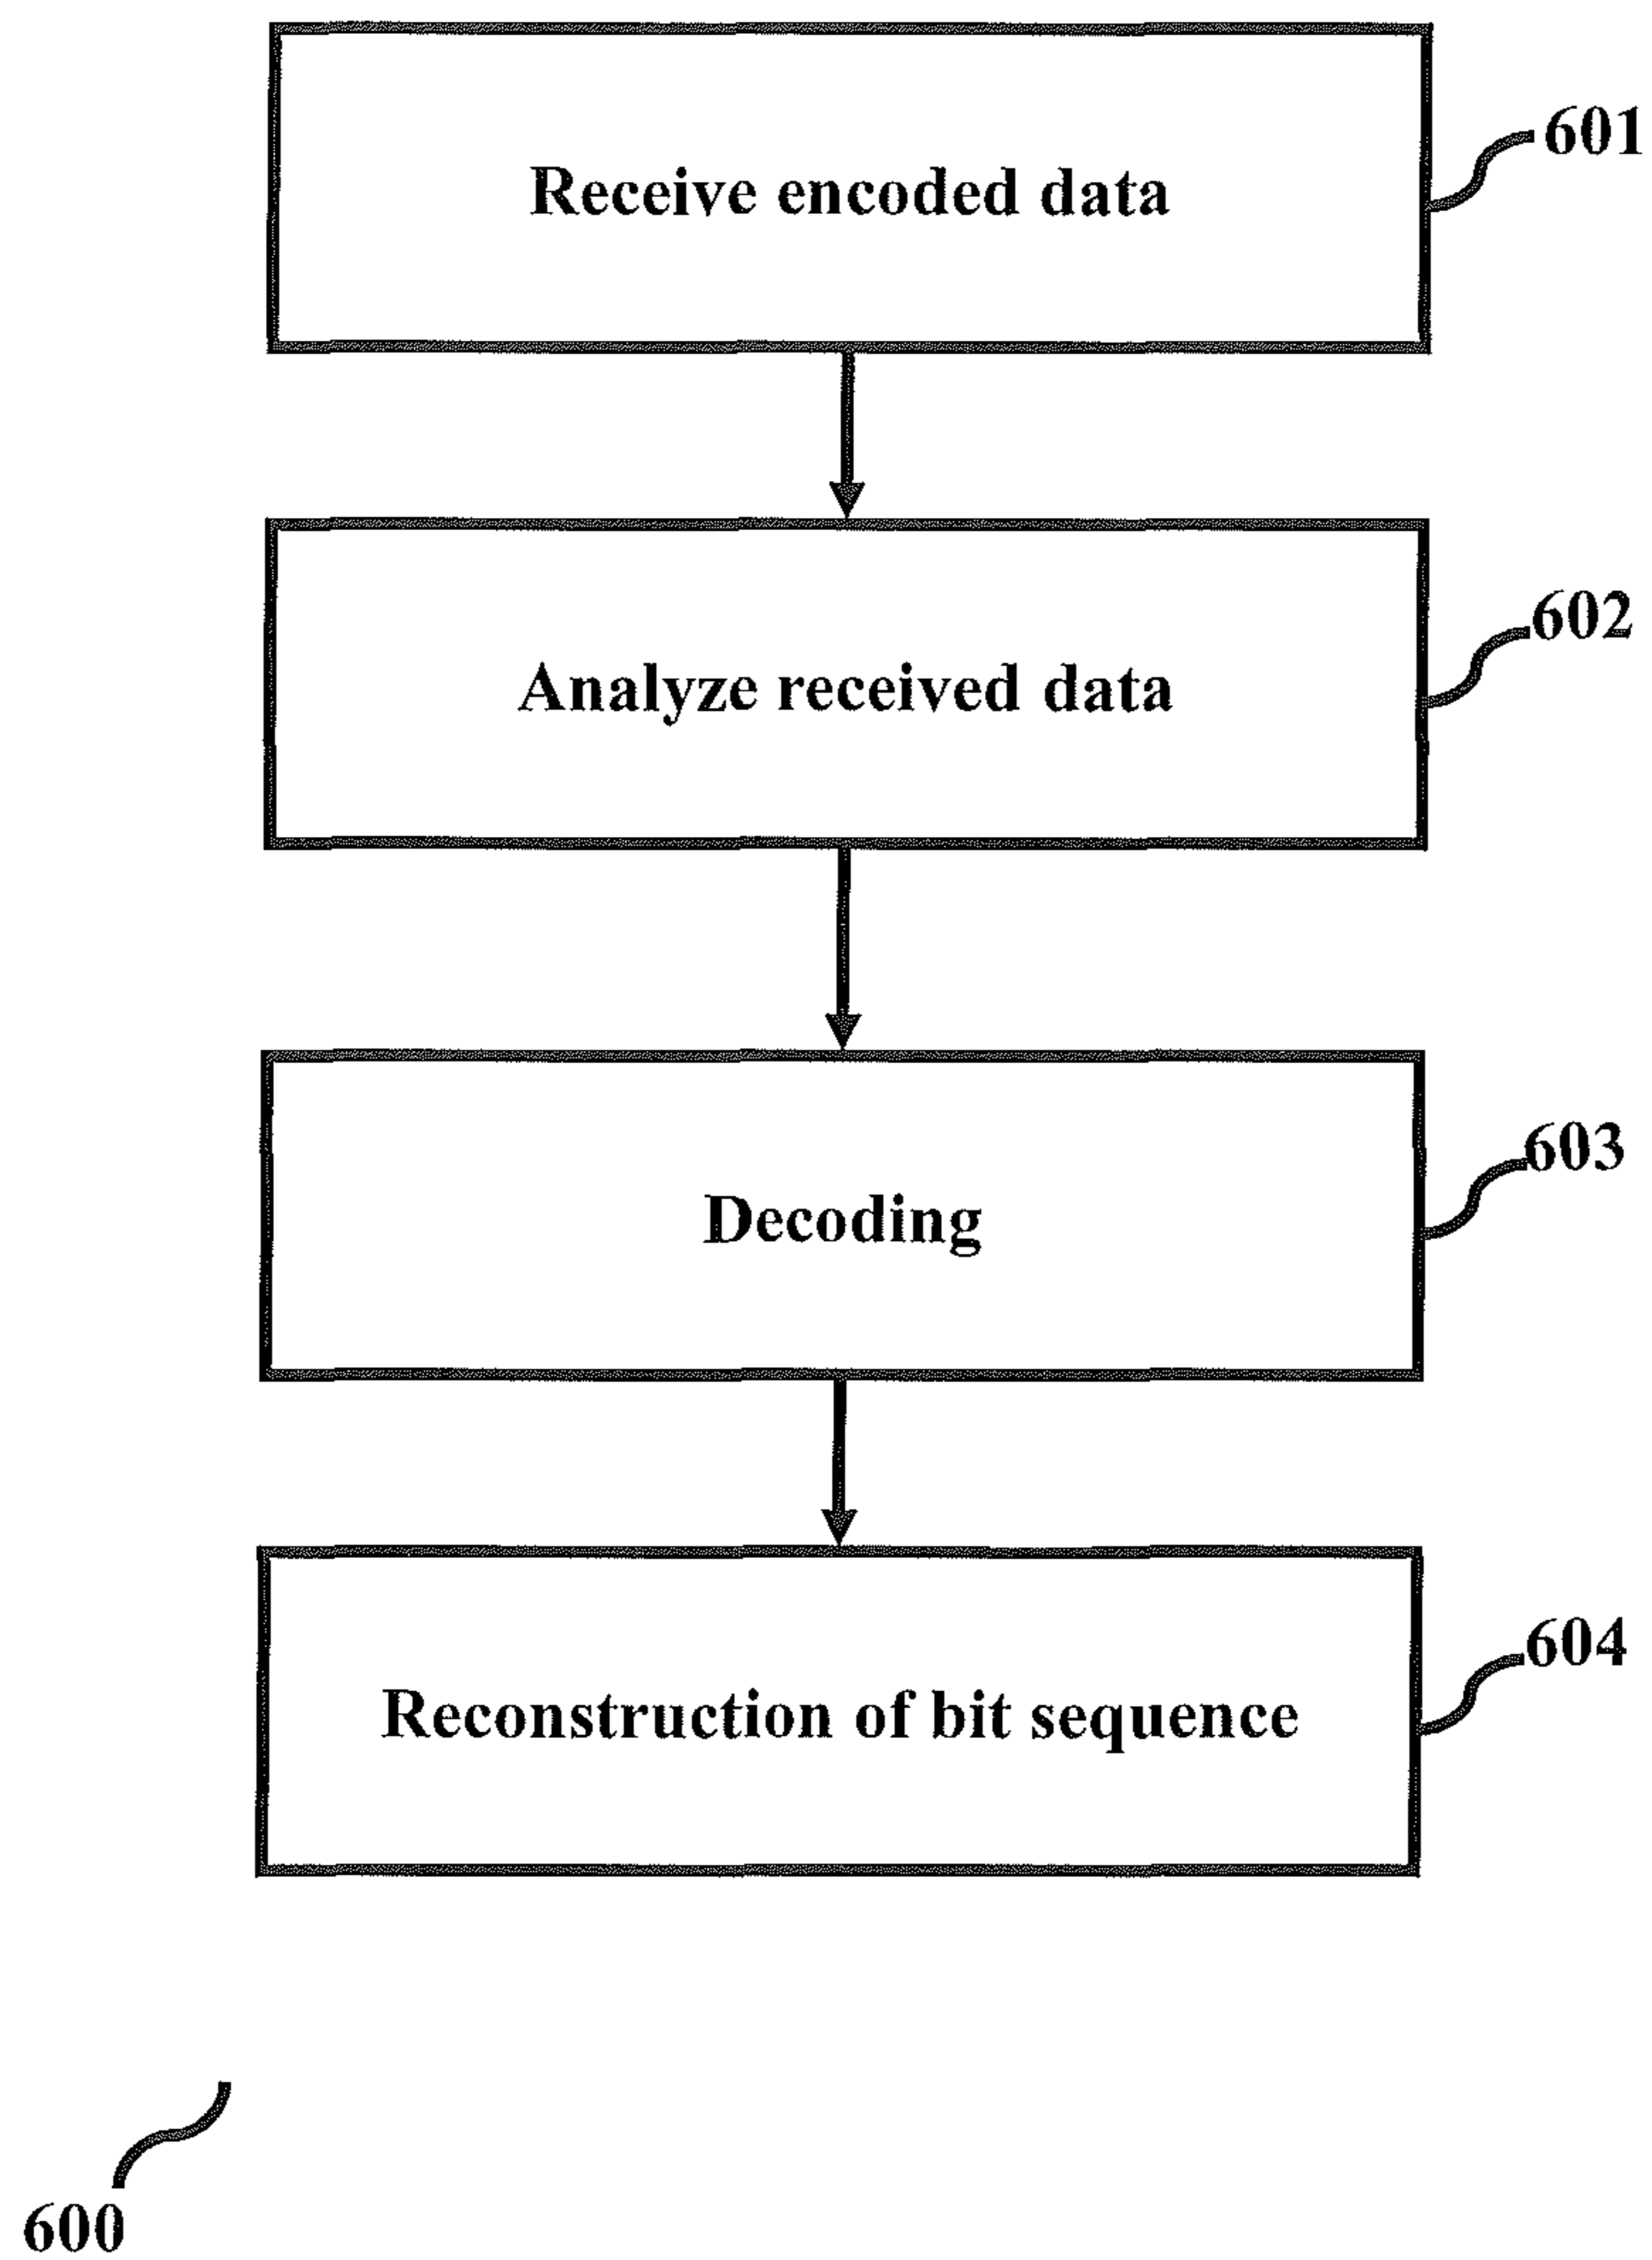 Receive encoded data
601
Analyze received data
602
Decoding
603
Reconstruction of bit sequence
604
600